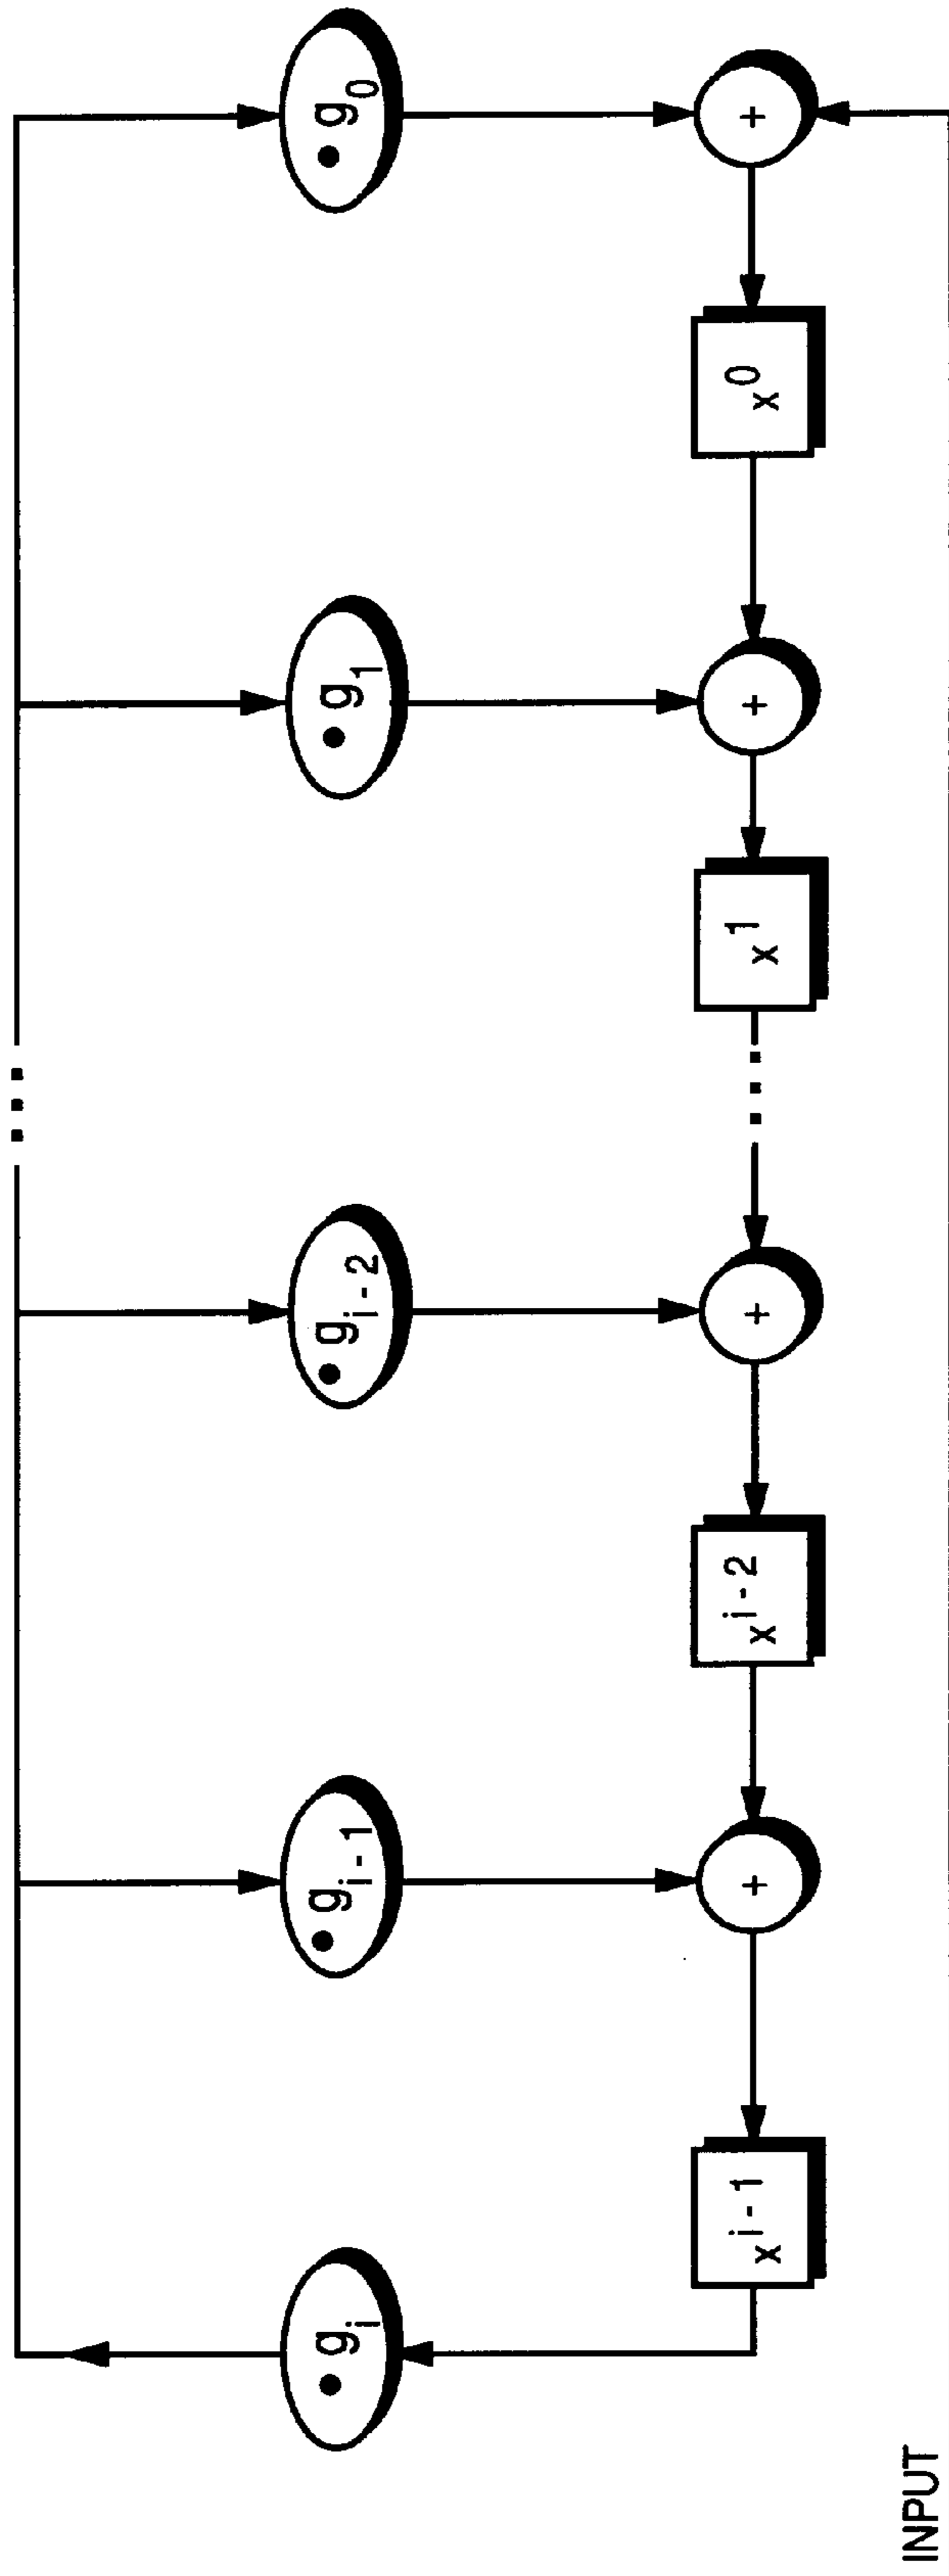 • gᵢ
• gᵢ₋₁
• gᵢ₋₂
• g₁
• g₀
+
+
+
+
xⁱ⁻¹
xⁱ⁻²
x¹
x⁰
INPUT